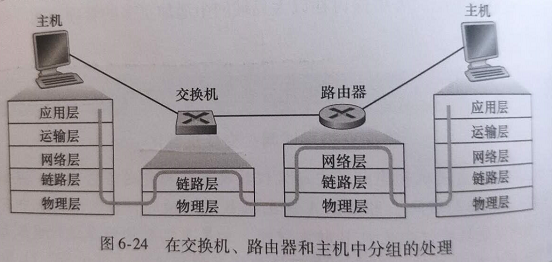 主机
主机
交换机
路由器
应用层
运输层
网络层
链路层
物理层
链路层
物理层
网络层
链路层
物理层
应用层
运输层
网络层
链路层
物理层
图6-24 在交换机、路由器和主机中分组的处理